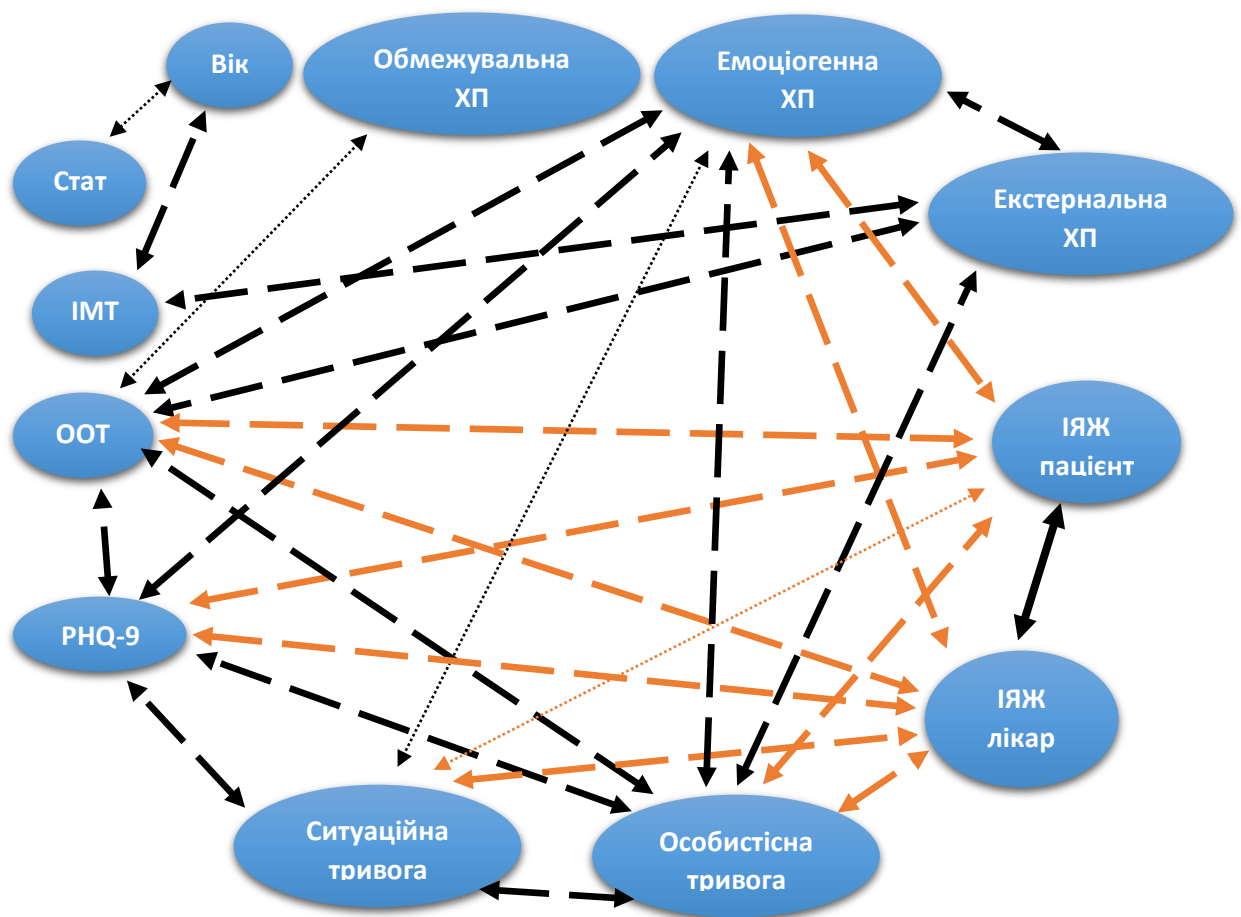 Вік
Обмежувальна
ХП
Емоціогенна
ХП
Стат
Екстернальна
ХП
ІМТ
ООТ
ІЯЖ
пацієнт
PHQ-9
ІЯЖ
лікар
Ситуаційна
тривога
Особистісна
тривога